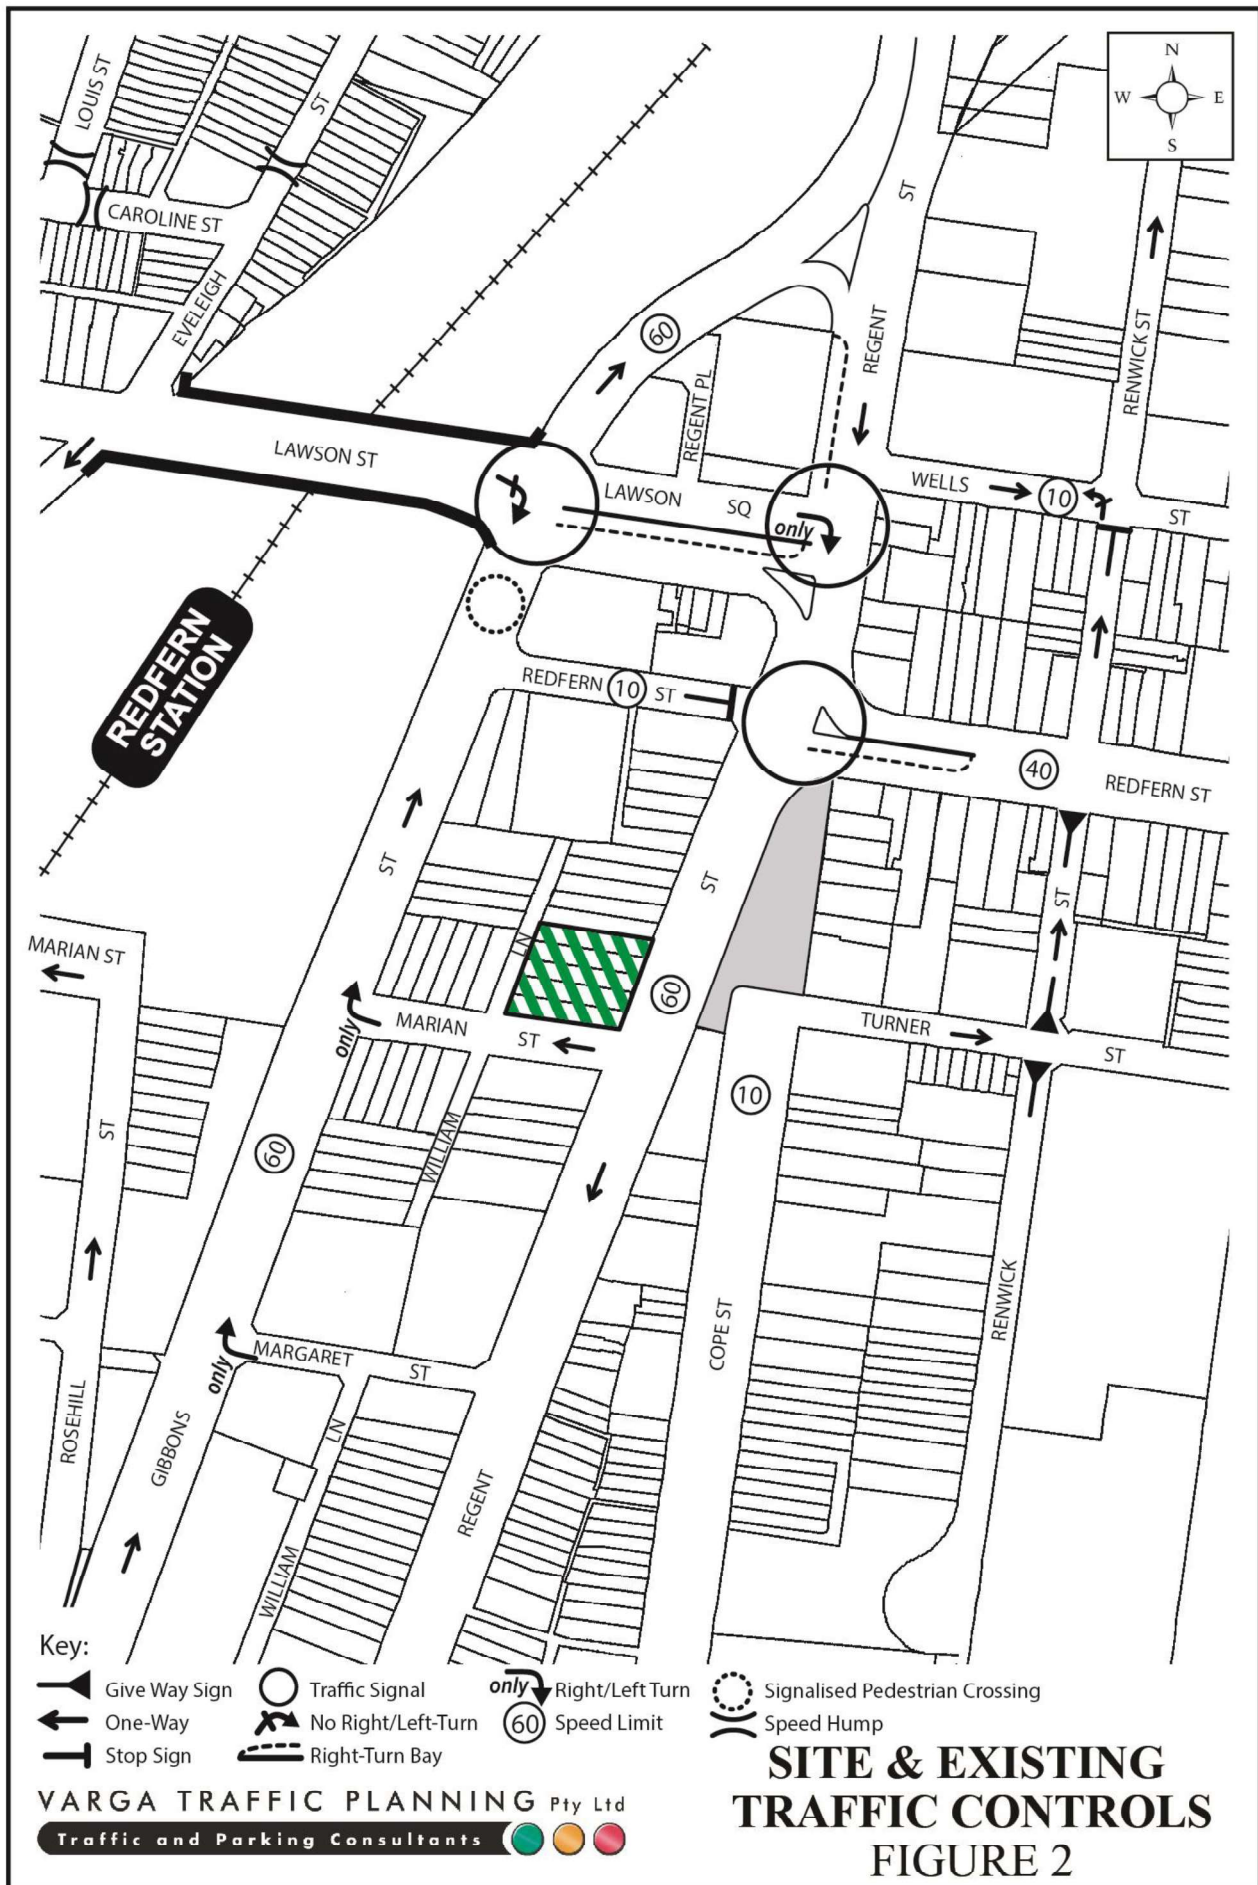 N
W E
S
LOUIS ST
ST
CAROLINE ST
EVELEIGH
ST
REGENT
60
RENWICK ST
REGENT PL
LAWSON ST
LAWSON SQ
only
WELLS 10 ST
REDFERN
STATION
REDFERN 10 ST
40
REDFERN ST
ST
ST
ST
LN
MARIAN ST
60
only
MARIAN ST
TURNER ST
10
ST
60
WILLIAM
RENWICK
COPE ST
only
MARGARET ST
ROSEHILL
GIBBONS
LN
REGENT
WILLIAM
Key:
Give Way Sign
Traffic Signal
only Right/Left Turn
Signalised Pedestrian Crossing
One-Way
No Right/Left-Turn
60 Speed Limit
Speed Hump
Stop Sign
Right-Turn Bay
SITE & EXISTING
TRAFFIC CONTROLS
FIGURE 2
VARGA TRAFFIC PLANNING Pty Ltd
Traffic and Parking Consultants